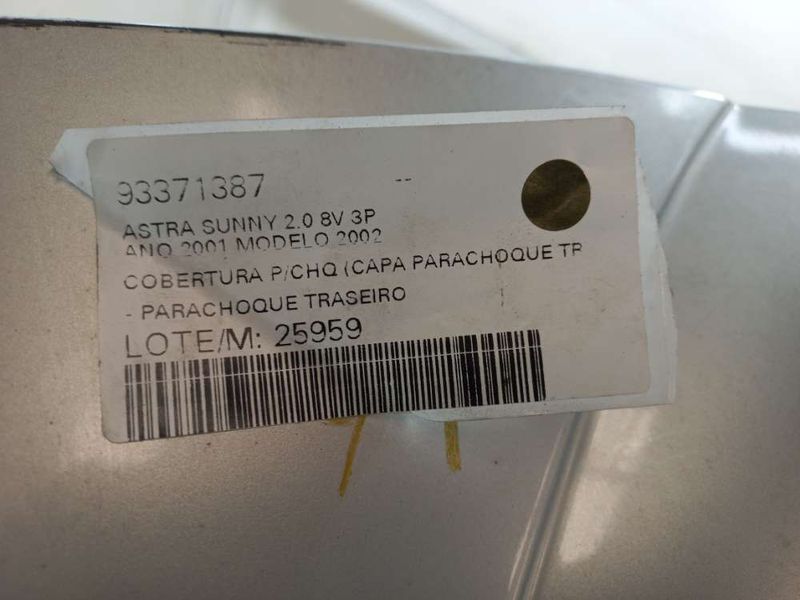 93371387 --
ASTRA SUNNY 2.0 8V 3P
ANO 2001 MODELO 2002
COBERTURA P/CHQ (CAPA PARACHOQUE TR
- PARACHOQUE TRASEIRO
LOTE/M: 25959